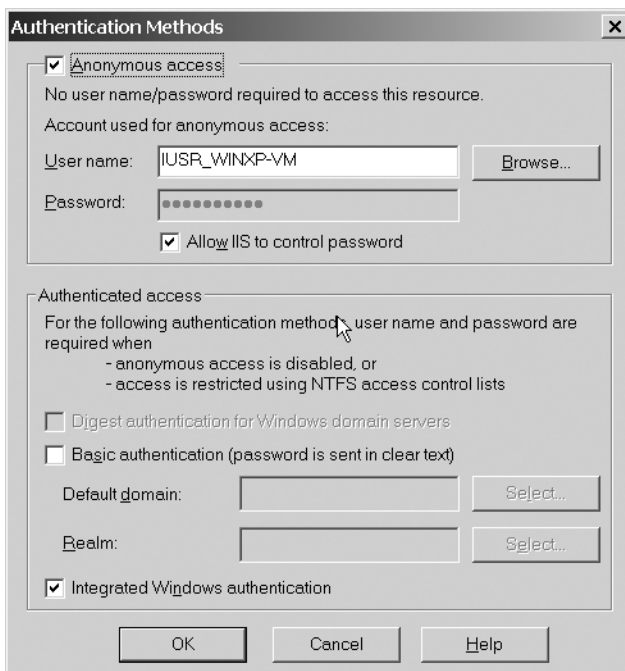 Authentication Methods
Anonymous access
No user name/password required to access this resource.
Account used for anonymous access:
User name: IUSR_WINXP-VM Browse...
Password: ●●●●●●●●●●
Allow IIS to control password
Authenticated access
For the following authentication methods, user name and password are
required when
- anonymous access is disabled, or
- access is restricted using NTFS access control lists
Digest authentication for Windows domain servers
Basic authentication (password is sent in clear text)
Default domain: Select...
Realm: Select...
Integrated Windows authentication
OK Cancel Help